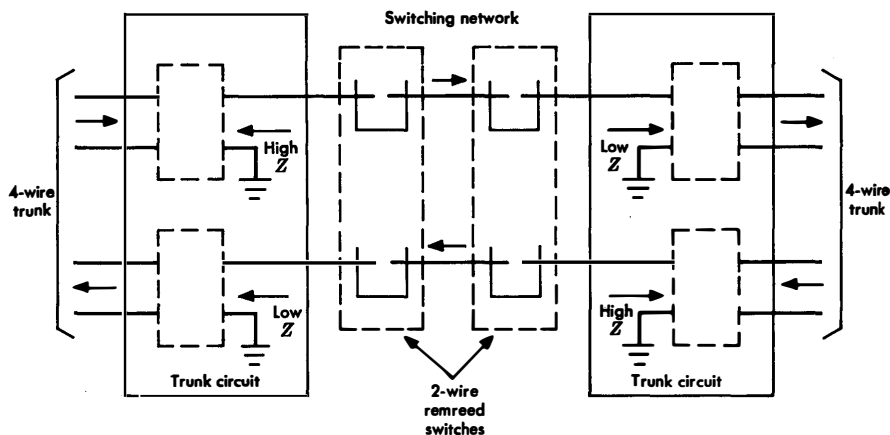 Switching network
High
Z
Low
Z
4-wire
trunk
4-wire
trunk
Low
Z
High
Z
Trunk circuit
Trunk circuit
2-wire
remreed
switches